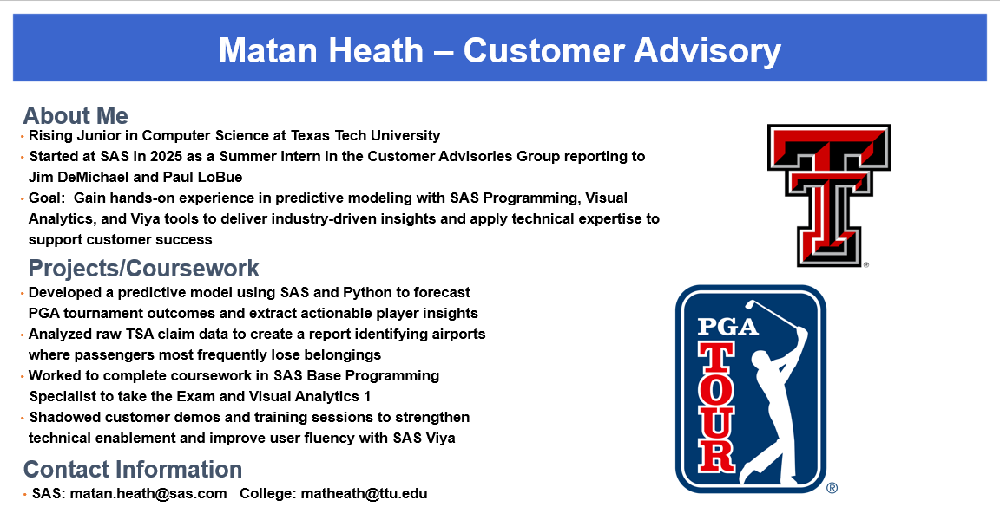 Matan Heath – Customer Advisory
About Me
• Rising Junior in Computer Science at Texas Tech University
• Started at SAS in 2025 as a Summer Intern in the Customer Advisories Group reporting to
Jim DeMichael and Paul LoBue
• Goal:  Gain hands-on experience in predictive modeling with SAS Programming, Visual
Analytics, and Viya tools to deliver industry-driven insights and apply technical expertise to
support customer success
Projects/Coursework
• Developed a predictive model using SAS and Python to forecast
PGA tournament outcomes and extract actionable player insights
• Analyzed raw TSA claim data to create a report identifying airports
where passengers most frequently lose belongings
• Worked to complete coursework in SAS Base Programming
Specialist to take the Exam and Visual Analytics 1
• Shadowed customer demos and training sessions to strengthen
technical enablement and improve user fluency with SAS Viya
Contact Information
• SAS: matan.heath@sas.com   College: matheath@ttu.edu
T
T
®
PGA
TOUR
®